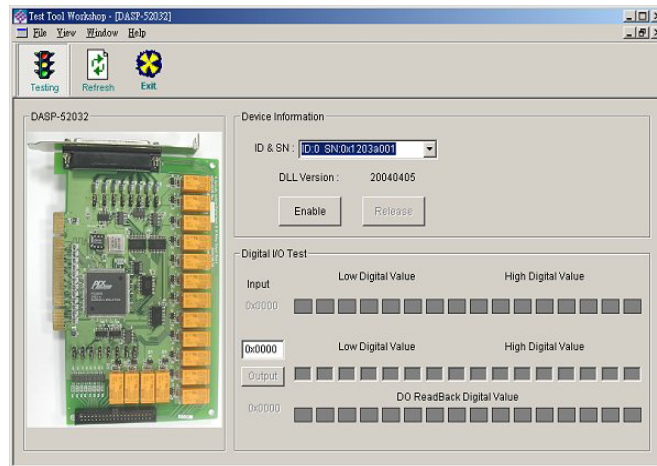 Test Tool Workshop - [DASP-52032]
File View Window Help
Testing Refresh Exit
DASP-52032
Device Information
ID & SN : ID:0 SN:0x1203a001
DLL Version : 20040405
Enable Release
Digital I/O Test
Input Low Digital Value High Digital Value
0x0000
0x0000 Low Digital Value High Digital Value
Output
DO ReadBack Digital Value
0x0000